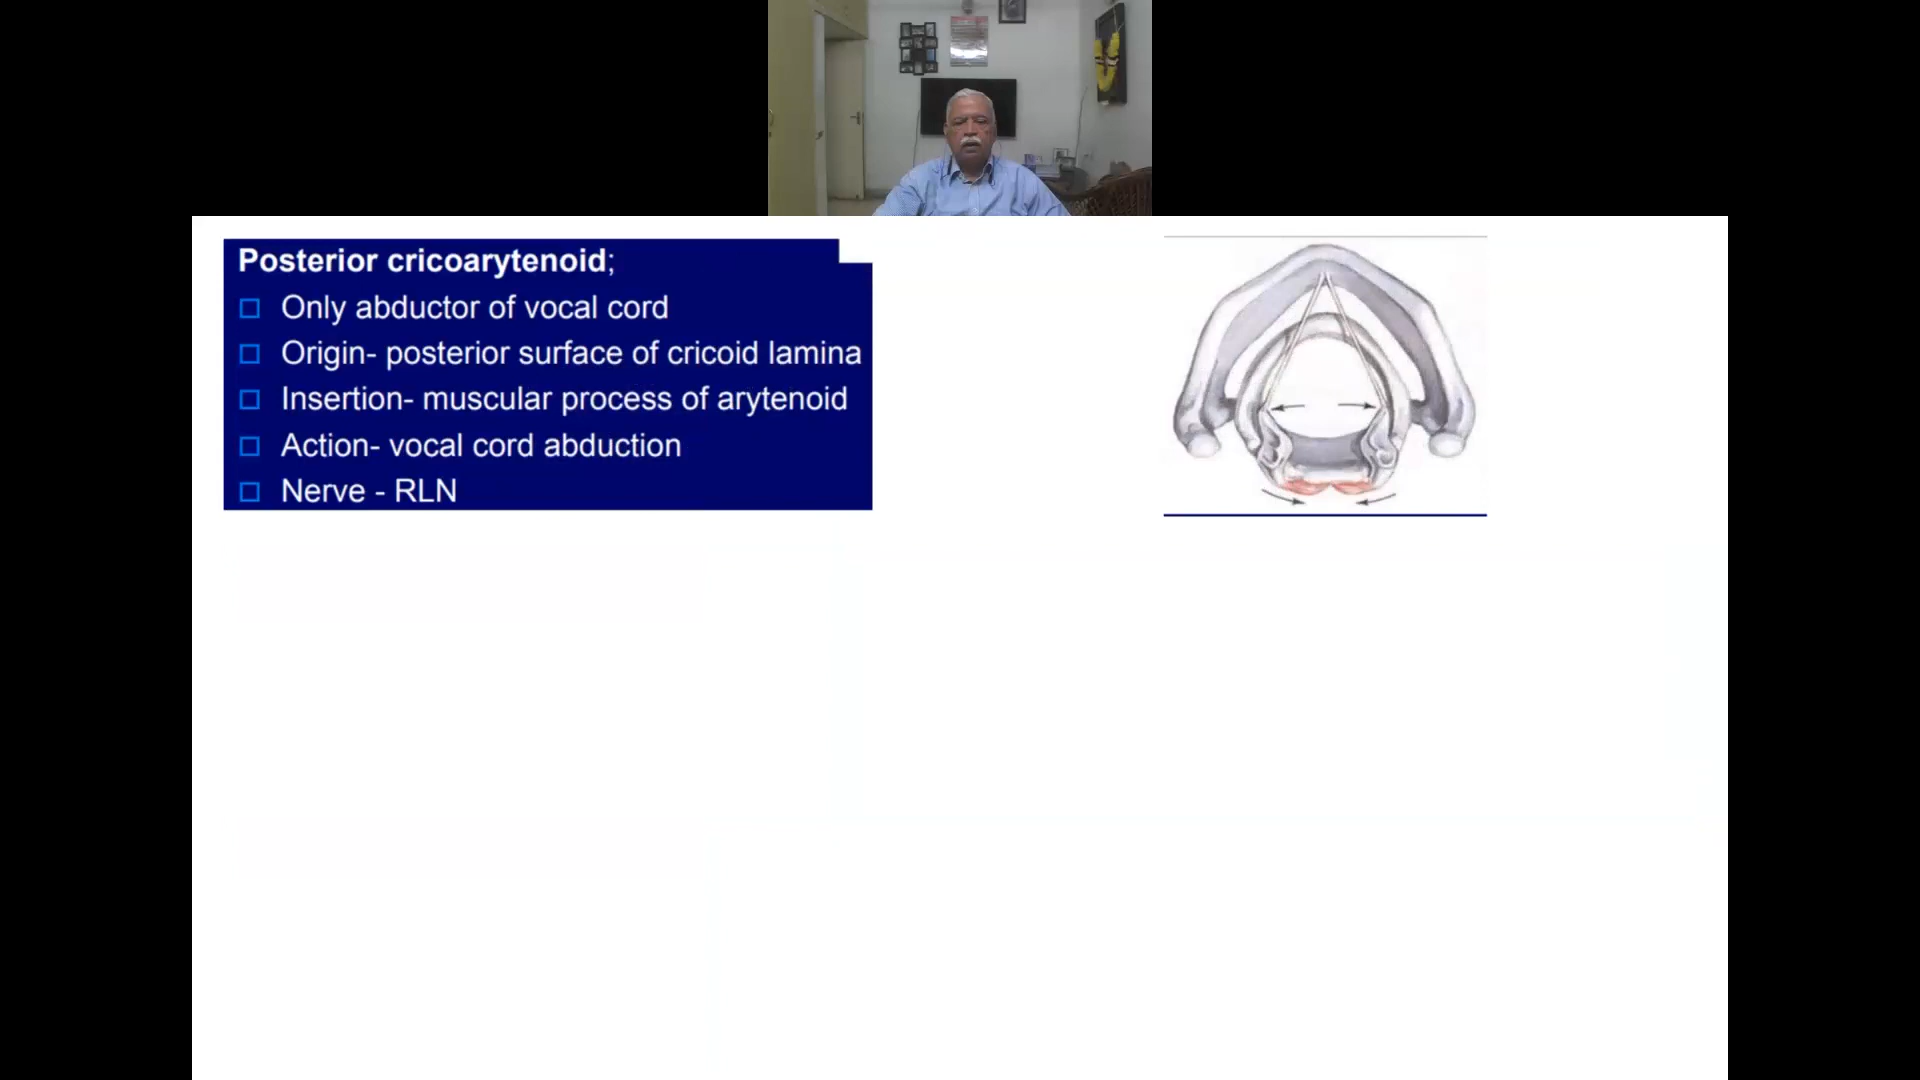 Posterior cricoarytenoid;
Only abductor of vocal cord
Origin- posterior surface of cricoid lamina
Insertion- muscular process of arytenoid
Action- vocal cord abduction
Nerve - RLN